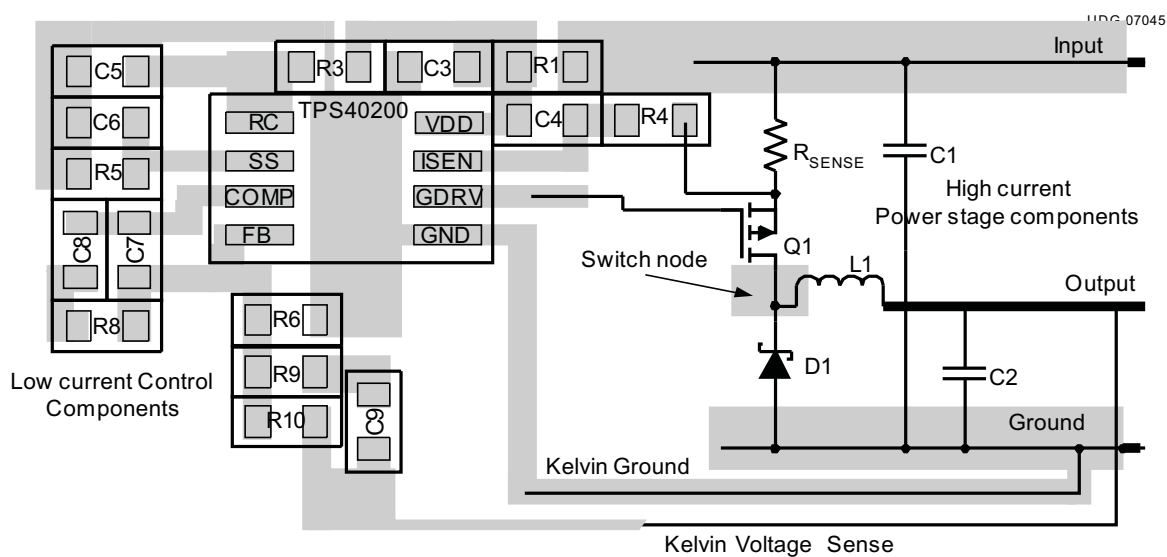 UDG 07045
Input
C5
R3
C3
R1
TPS40200
C6
RC
VDD
C4
R4
R5
SS
ISEN
RSENSE
C1
COMP
GDRV
High current
Power stage components
C8
C7
FB
GND
Q1
Switch node
L1
Output
R8
R6
Low current Control
Components
R9
D1
C2
R10
C9
Ground
Kelvin Ground
Kelvin Voltage Sense